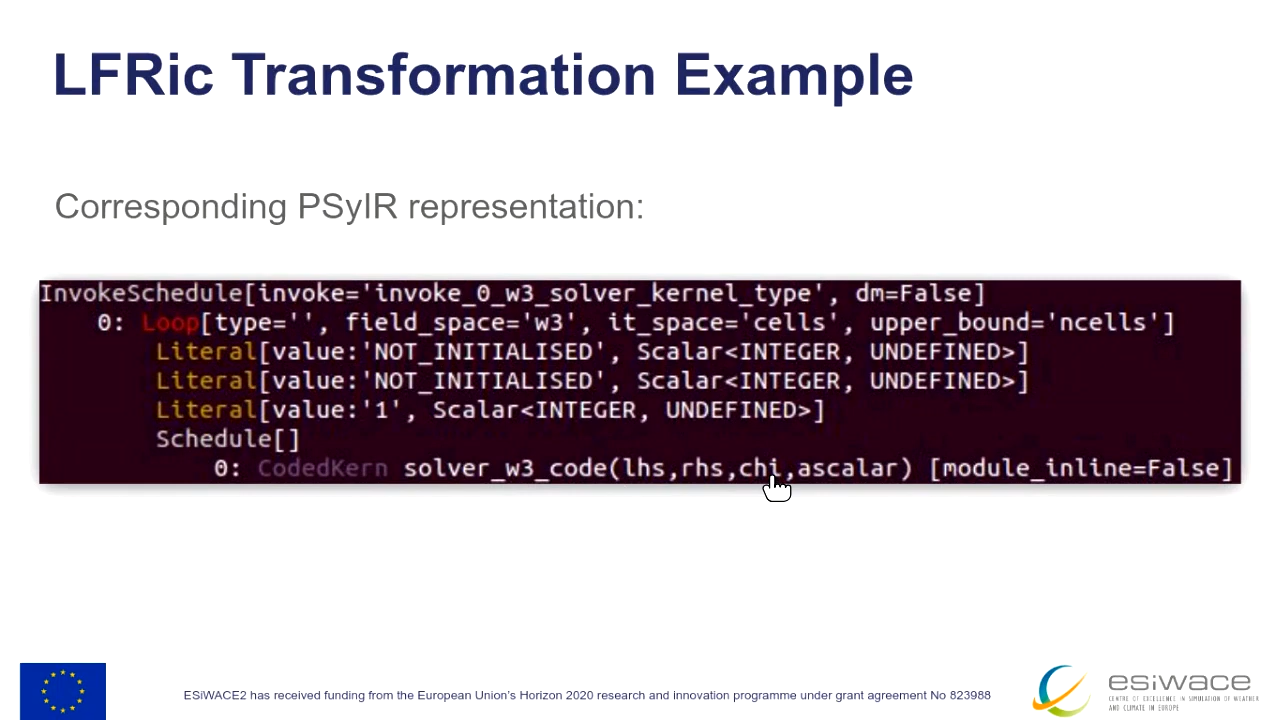 LFRic Transformation Example
Corresponding PSyIR representation:
InvokeSchedule[invoke='invoke_0_w3_solver_kernel_type', dm=False]
0: Loop[type='', field_space='w3', it_space='cells', upper_bound='ncells']
Literal[value:'NOT_INITIALISED', Scalar<INTEGER, UNDEFINED>]
Literal[value:'NOT_INITIALISED', Scalar<INTEGER, UNDEFINED>]
Literal[value:'1', Scalar<INTEGER, UNDEFINED>]
Schedule[]
0: CodedKern solver_w3_code(lhs,rhs,chi,ascalar) [module_inline=False]
ESiWACE2 has received funding from the European Union's Horizon 2020 research and innovation programme under grant agreement No 823988
esiwace
CENTRE OF EXCELLENCE IN SIMULATION OF WEATHER
AND CLIMATE IN EUROPE